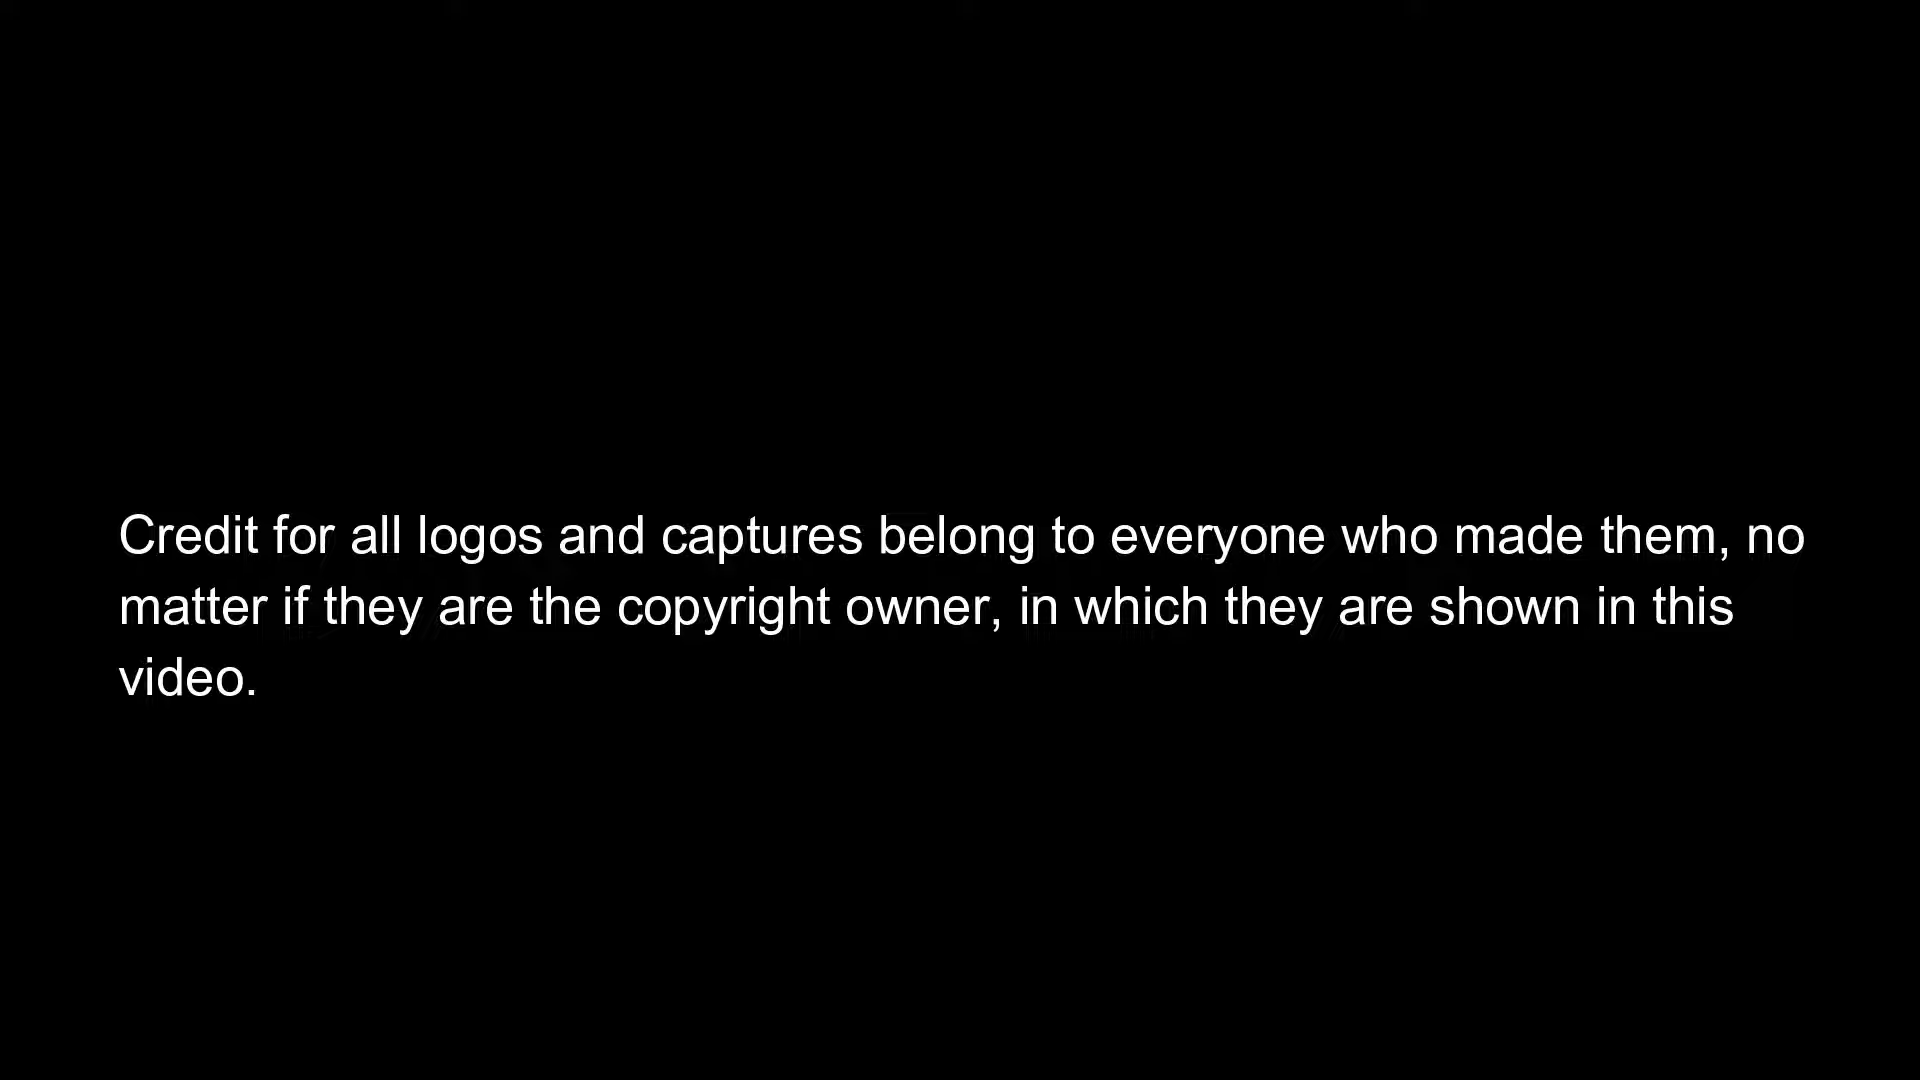 Credit for all logos and captures belong to everyone who made them, no
matter if they are the copyright owner, in which they are shown in this
video.